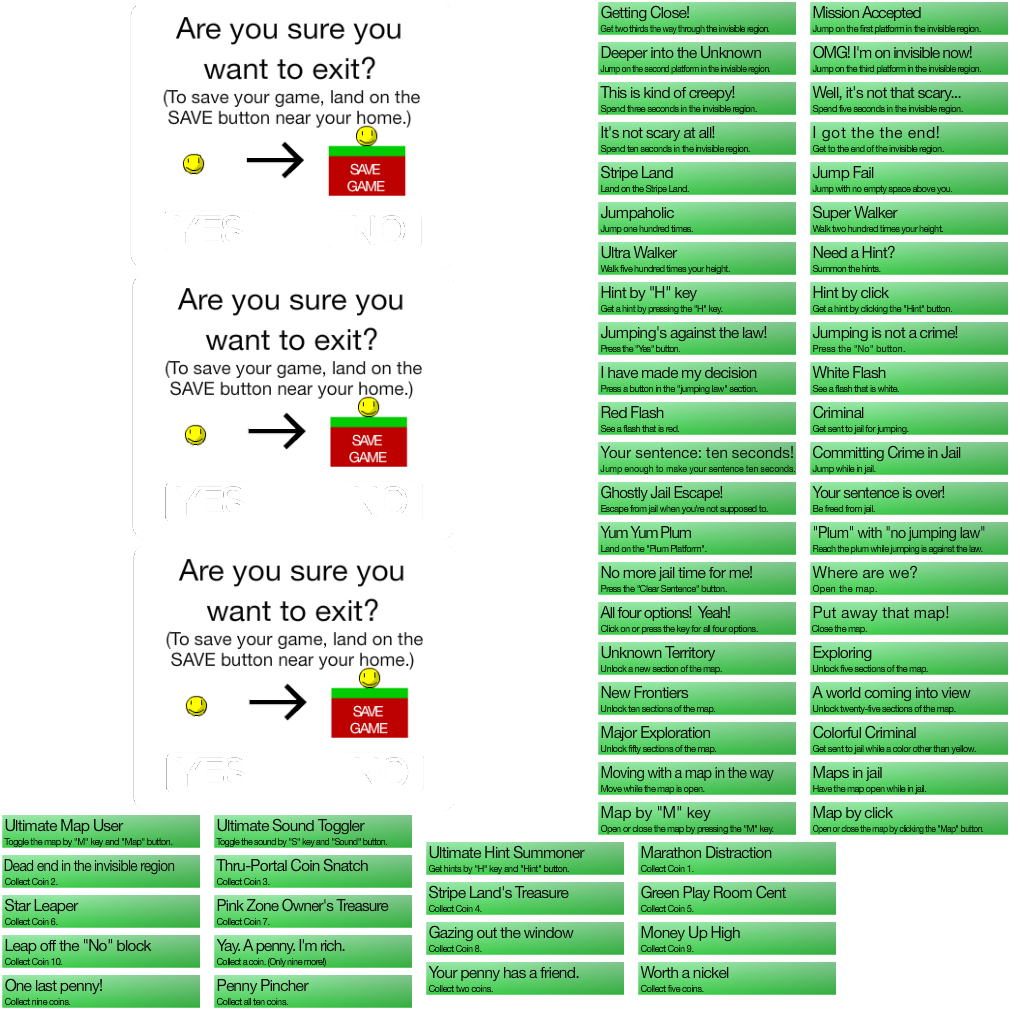 Are you sure you
want to exit?
(To save your game, land on the
SAVE button near your home.)
SAVE
GAME
YES
NO
Are you sure you
want to exit?
(To save your game, land on the
SAVE button near your home.)
SAVE
GAME
YES
NO
Are you sure you
want to exit?
(To save your game, land on the
SAVE button near your home.)
SAVE
GAME
YES
NO
Getting Close!
Get two thirds the way through the invisible region.
Mission Accepted
Jump on the first platform in the invisible region.
Deeper into the Unknown
Jump on the second platform in the invisible region.
OMG! I'm on invisible now!
Jump on the third platform in the invisible region.
This is kind of creepy!
Spend three seconds in the invisible region.
Well, it's not that scary...
Spend five seconds in the invisible region.
It's not scary at all!
Spend ten seconds in the invisible region.
I got the the end!
Get to the end of the invisible region.
Stripe Land
Land on the Stripe Land.
Jump Fail
Jump with no empty space above you.
Jumpaholic
Jump one hundred times.
Super Walker
Walk two hundred times your height.
Ultra Walker
Walk five hundred times your height.
Need a Hint?
Summon the hints.
Hint by "H" key
Get a hint by pressing the "H" key.
Hint by click
Get a hint by clicking the "Hint" button.
Jumping's against the law!
Press the "Yes" button.
Jumping is not a crime!
Press the "No" button.
I have made my decision
Press a button in the "jumping law" section.
White Flash
See a flash that is white.
Red Flash
See a flash that is red.
Criminal
Get sent to jail for jumping.
Your sentence: ten seconds!
Jump enough to make your sentence ten seconds.
Committing Crime in Jail
Jump while in jail.
Ghostly Jail Escape!
Escape from jail when you're not supposed to.
Your sentence is over!
Be freed from jail.
Yum Yum Plum
Land on the "Plum Platform".
"Plum" with "no jumping law"
Reach the plum while jumping is against the law.
No more jail time for me!
Press the "Clear Sentence" button.
Where are we?
Open the map.
All four options!  Yeah!
Click on or press the key for all four options.
Put away that map!
Close the map.
Unknown Territory
Unlock a new section of the map.
Exploring
Unlock five sections of the map.
New Frontiers
Unlock ten sections of the map.
A world coming into view
Unlock twenty-five sections of the map.
Major Exploration
Unlock fifty sections of the map.
Colorful Criminal
Get sent to jail while a color other than yellow.
Moving with a map in the way
Move while the map is open.
Maps in jail
Have the map open while in jail.
Map by "M" key
Open or close the map by pressing the "M" key.
Map by click
Open or close the map by clicking the "Map" button.
Ultimate Map User
Toggle the map by "M" key and "Map" button.
Ultimate Sound Toggler
Toggle the sound by "S" key and "Sound" button.
Dead end in the invisible region
Collect Coin 2.
Thru-Portal Coin Snatch
Collect Coin 3.
Star Leaper
Collect Coin 6.
Pink Zone Owner's Treasure
Collect Coin 7.
Leap off the "No" block
Collect Coin 10.
Yay. A penny. I'm rich.
Collect a coin. (Only nine more!)
One last penny!
Collect nine coins.
Penny Pincher
Collect all ten coins.
Ultimate Hint Summoner
Get hints by "H" key and "Hint" button.
Marathon Distraction
Collect Coin 1.
Stripe Land's Treasure
Collect Coin 4.
Green Play Room Cent
Collect Coin 5.
Gazing out the window
Collect Coin 8.
Money Up High
Collect Coin 9.
Your penny has a friend.
Collect two coins.
Worth a nickel
Collect five coins.